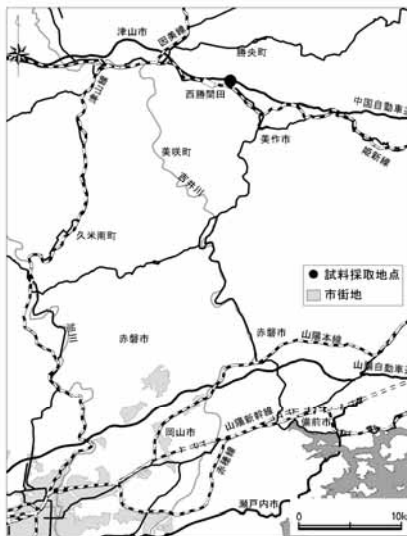 津山市
因美線
勝央町
西勝間田
中国自動車道
津山線
美作市
姫新線
美咲町
吉井川
久米南町
● 試料採取地点
市街地
旭川
赤磐市
赤磐市
山陽本線
山陽自動車道
山陽新幹線
備前市
岡山市
赤穂線
瀬戸内市
0 10km